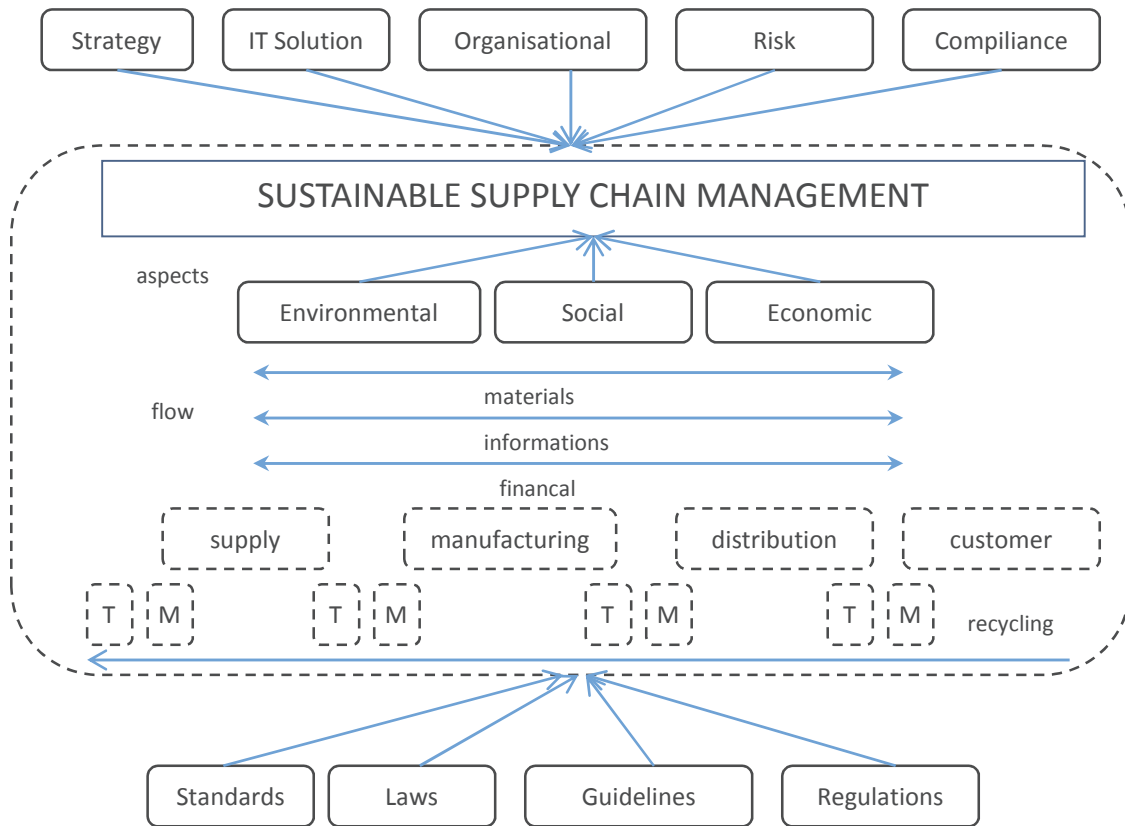 Strategy
IT Solution
Organisational
Risk
Compiliance
SUSTAINABLE SUPPLY CHAIN MANAGEMENT
aspects
Environmental
Social
Economic
materials
flow
informations
financal
supply
manufacturing
distribution
customer
T
M
T
M
T
M
T
M
recycling
Standards
Laws
Guidelines
Regulations